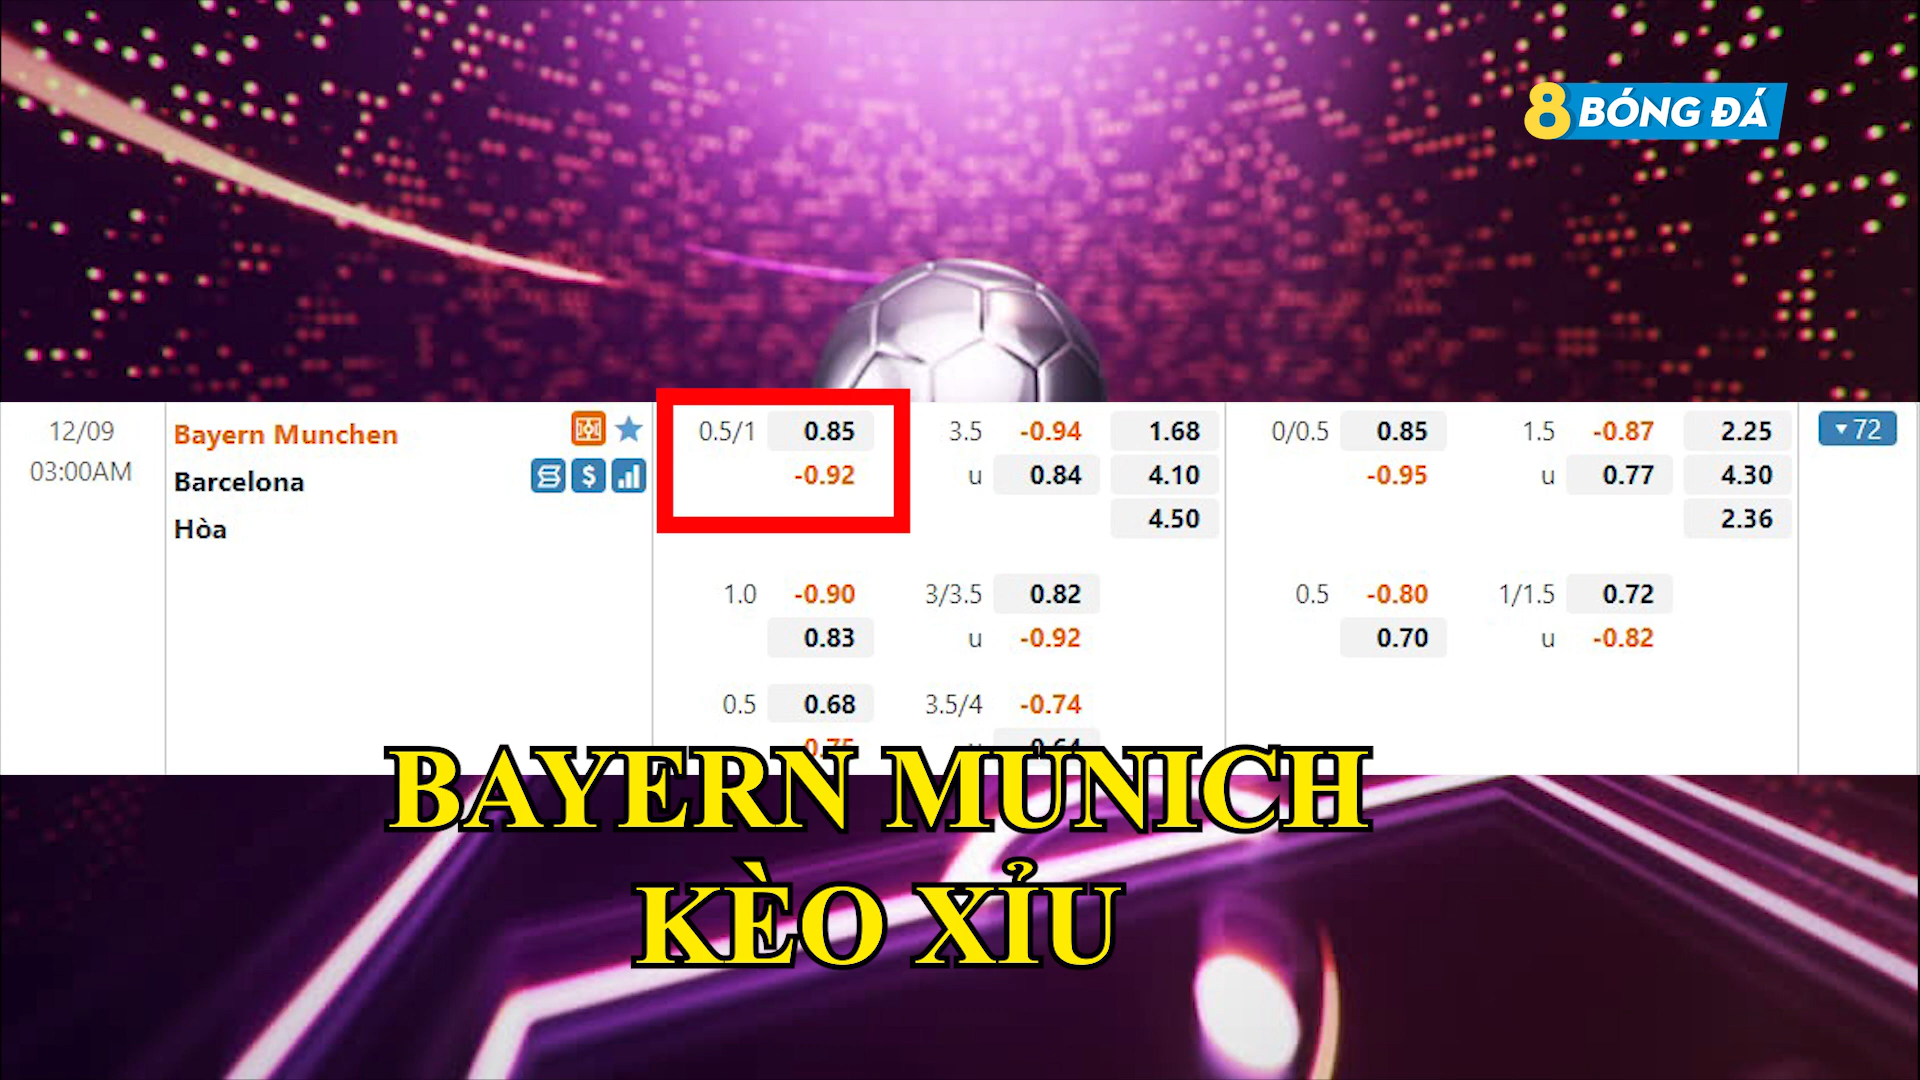 8 BÓNG ĐÁ
12/09 Bayern Munchen 0.5/1 0.85 3.5 -0.94 1.68 0/0.5 0.85 1.5 -0.87 2.25 72
03:00AM Barcelona $ -0.92 u 0.84 4.10 -0.95 u 0.77 4.30
Hòa 4.50 2.36
1.0 -0.90 3/3.5 0.82 0.5 -0.80 1/1.5 0.72
0.83 u -0.92 0.70 u -0.82
0.5 0.68 3.5/4 -0.74
BAYERN MUNICH
KÈO XỈU